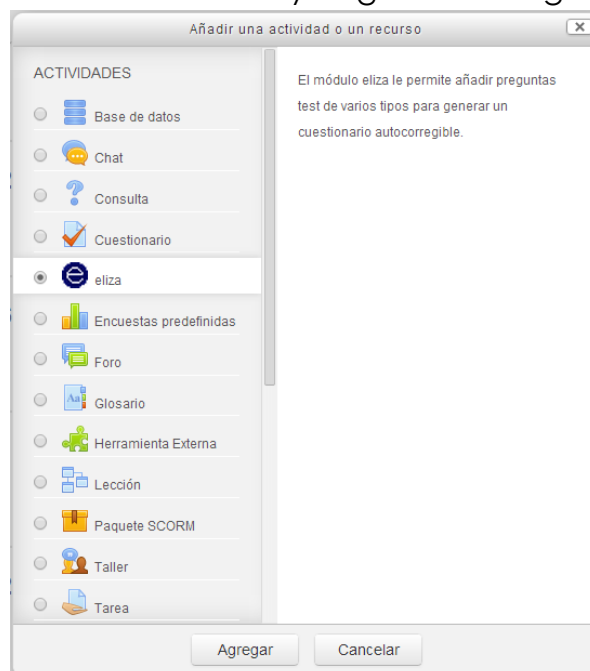 Añadir una actividad o un recurso
ACTIVIDADES
Base de datos
Chat
Consulta
Cuestionario
eliza
Encuestas predefinidas
Foro
Glosario
Herramienta Externa
Lección
Paquete SCORM
Taller
Tarea
El módulo eliza le permite añadir preguntas
test de varios tipos para generar un
cuestionario autocorregible.
Agregar
Cancelar